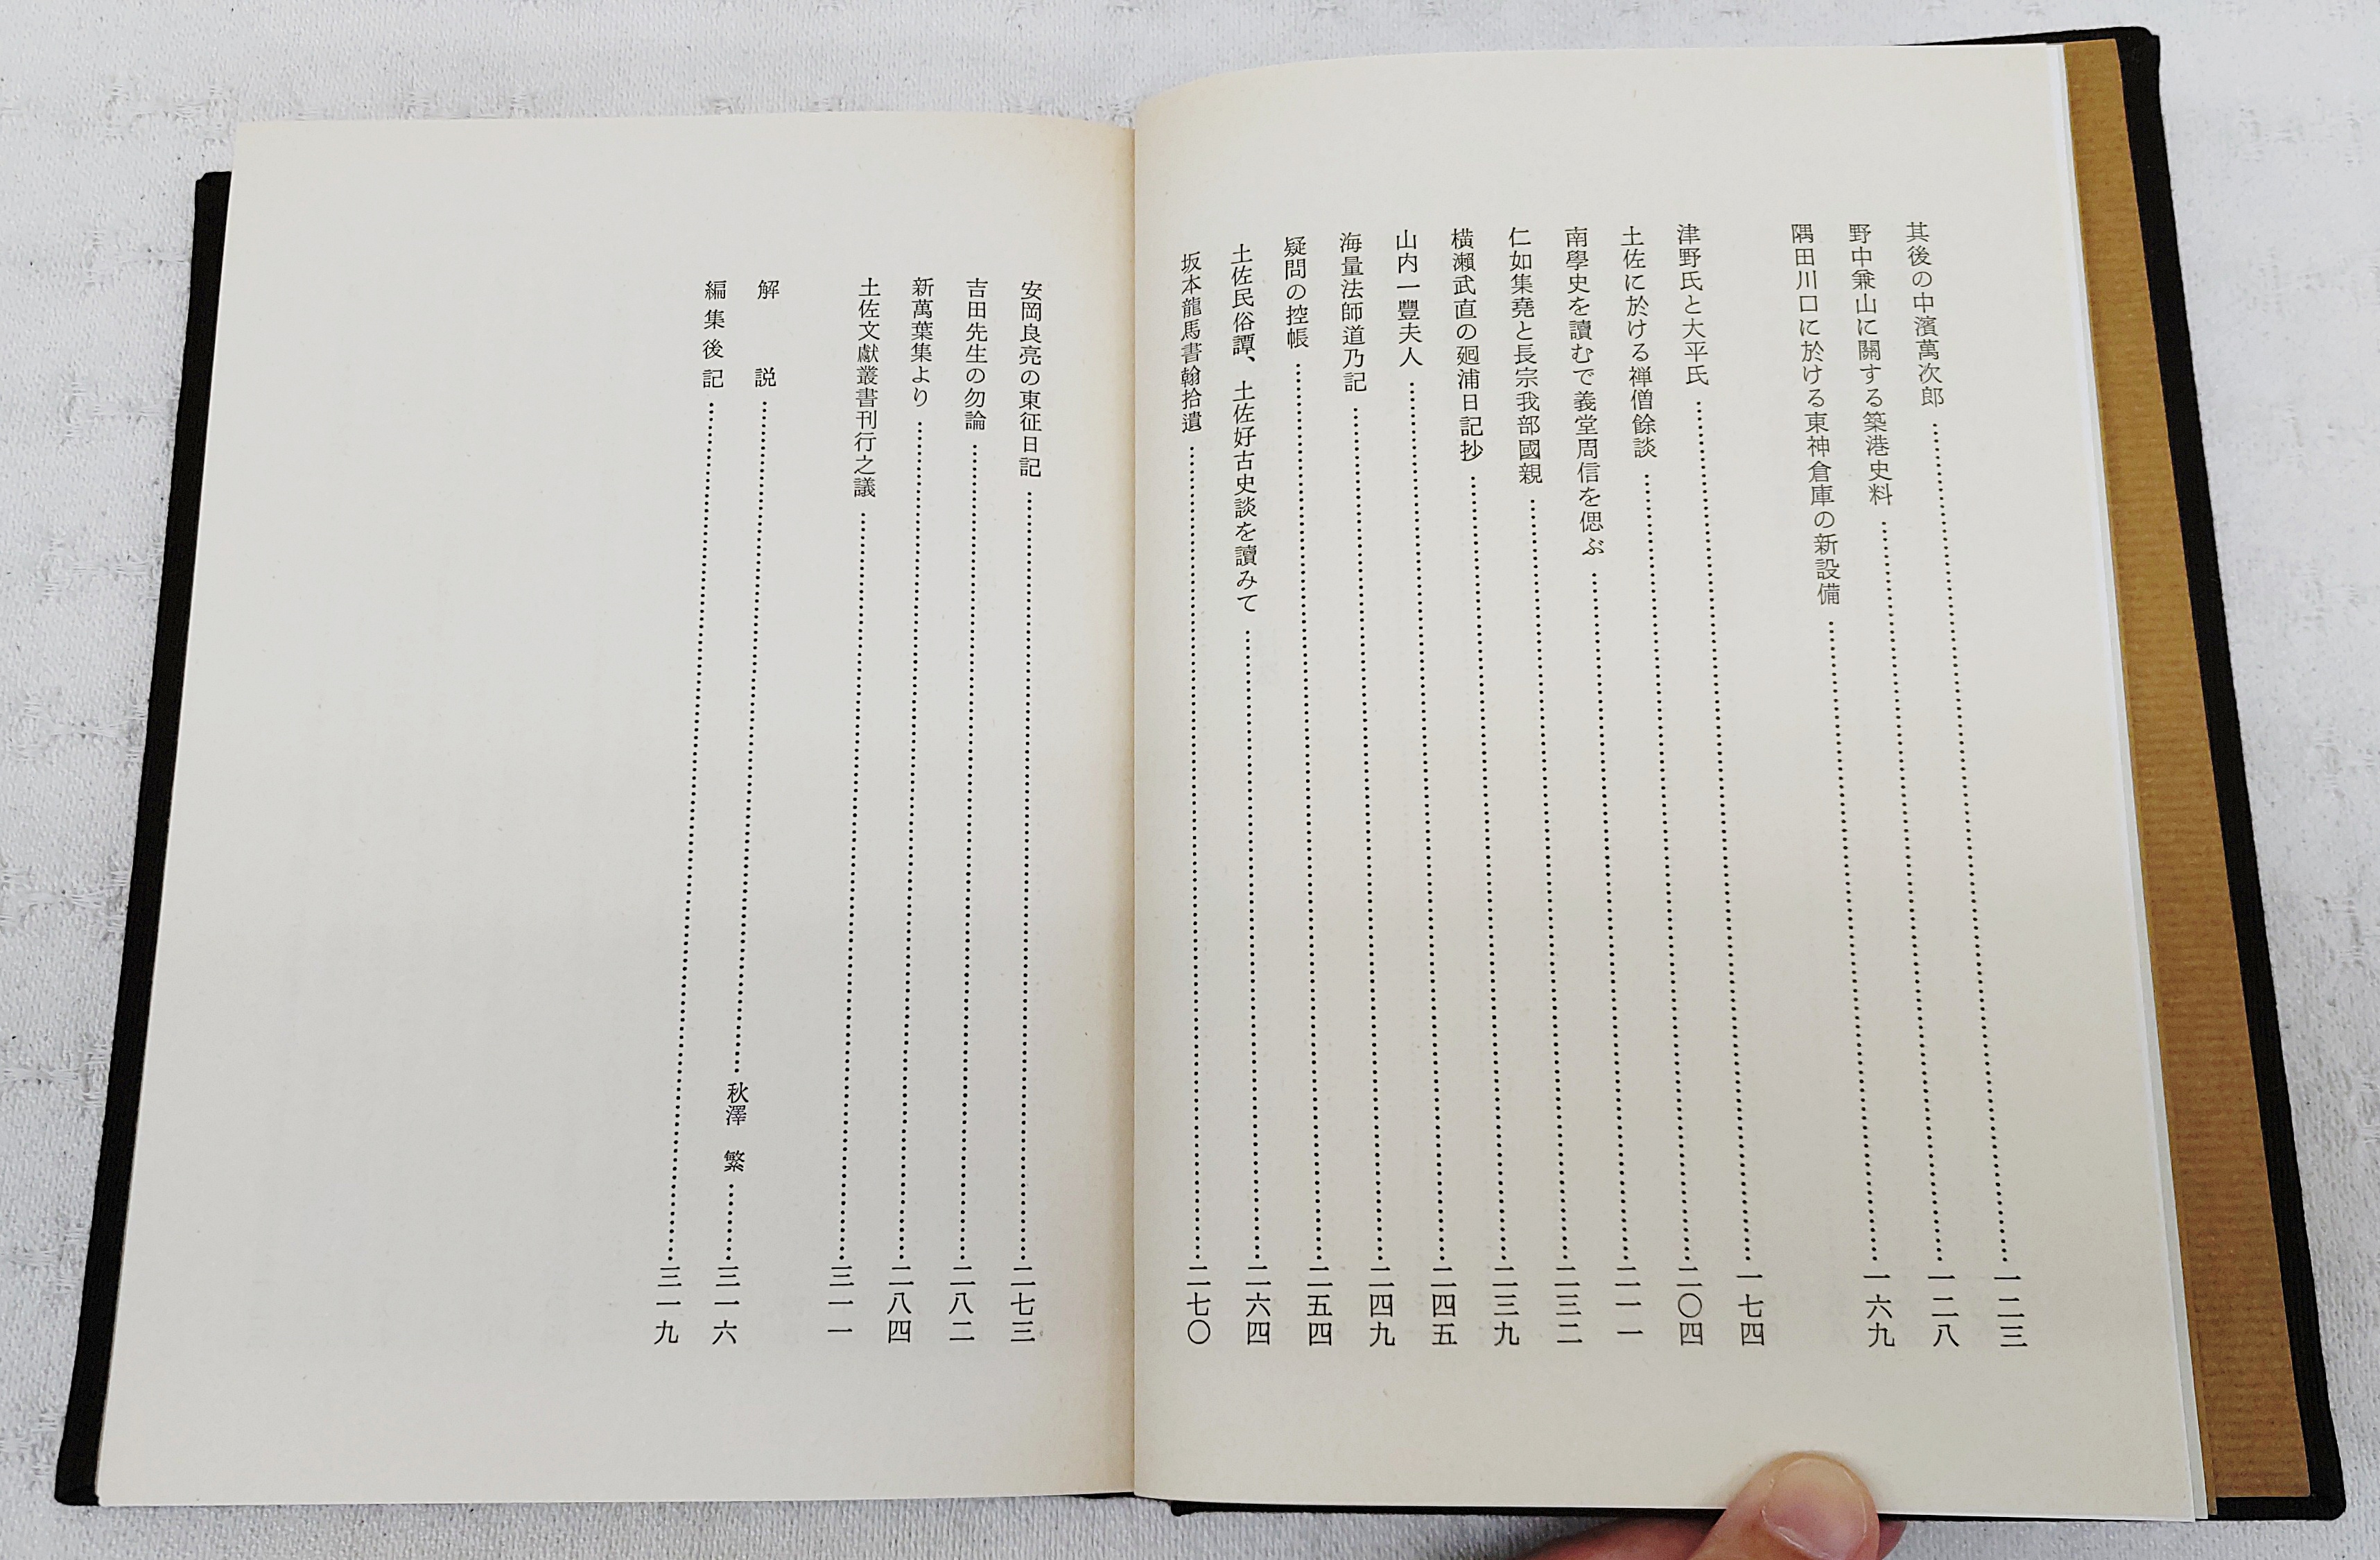 其後の中濱萬次郎……一二三
野中兼山に關する築港史料……一二八
隅田川口に於ける東神倉庫の新設備……一六九
津野氏と大平氏……一七四
土佐に於ける禅僧餘談……二〇四
南學史を讀むで義堂周信を偲ぶ……二一一
仁如集堯と長宗我部國親……二三二
横瀬武直の廻浦日記抄……二三九
山内一豐夫人……二四五
海量法師道乃記……二四九
疑問の控帳……二五四
土佐民俗譚、土佐好古史談を讀みて……二六四
坂本龍馬書翰拾遺……二七〇
安岡良亮の東征日記……二七三
吉田先生の勿論……二八二
新萬葉集より……二八四
土佐文獻叢書刊行之議……三一一
解　説……秋澤　繁……三一六
編集後記……三一九